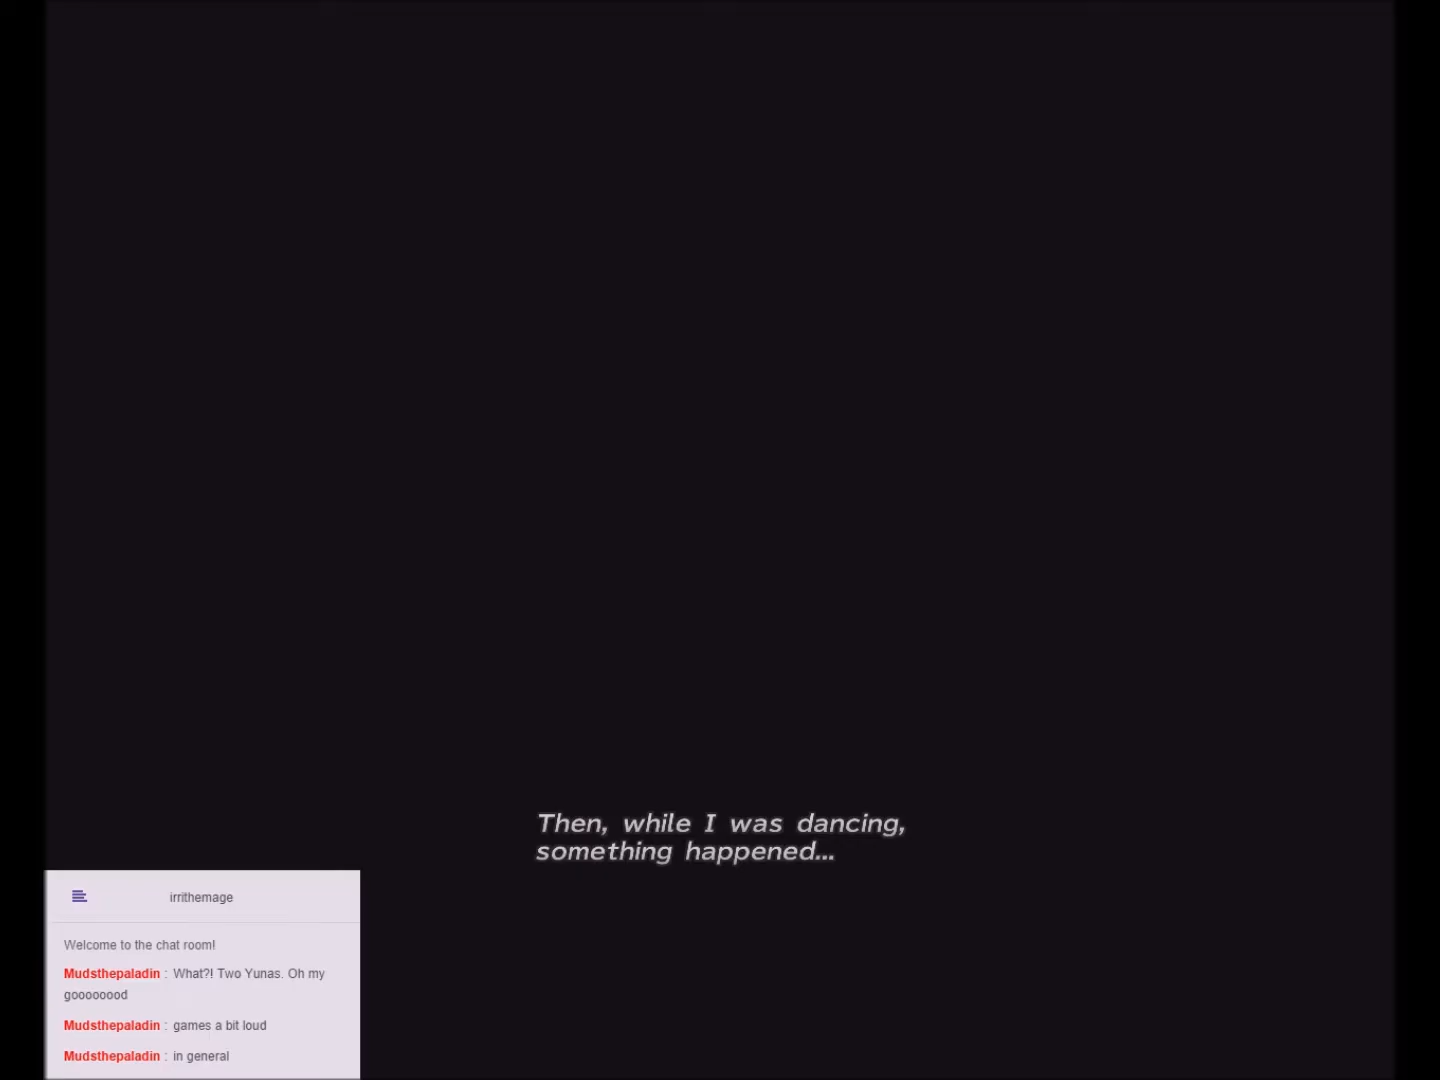 Then, while I was dancing,
something happened...
irrithemage
Welcome to the chat room!
Mudsthepaladin : What?! Two Yunas. Oh my
goooooood
Mudsthepaladin : games a bit loud
Mudsthepaladin : in general